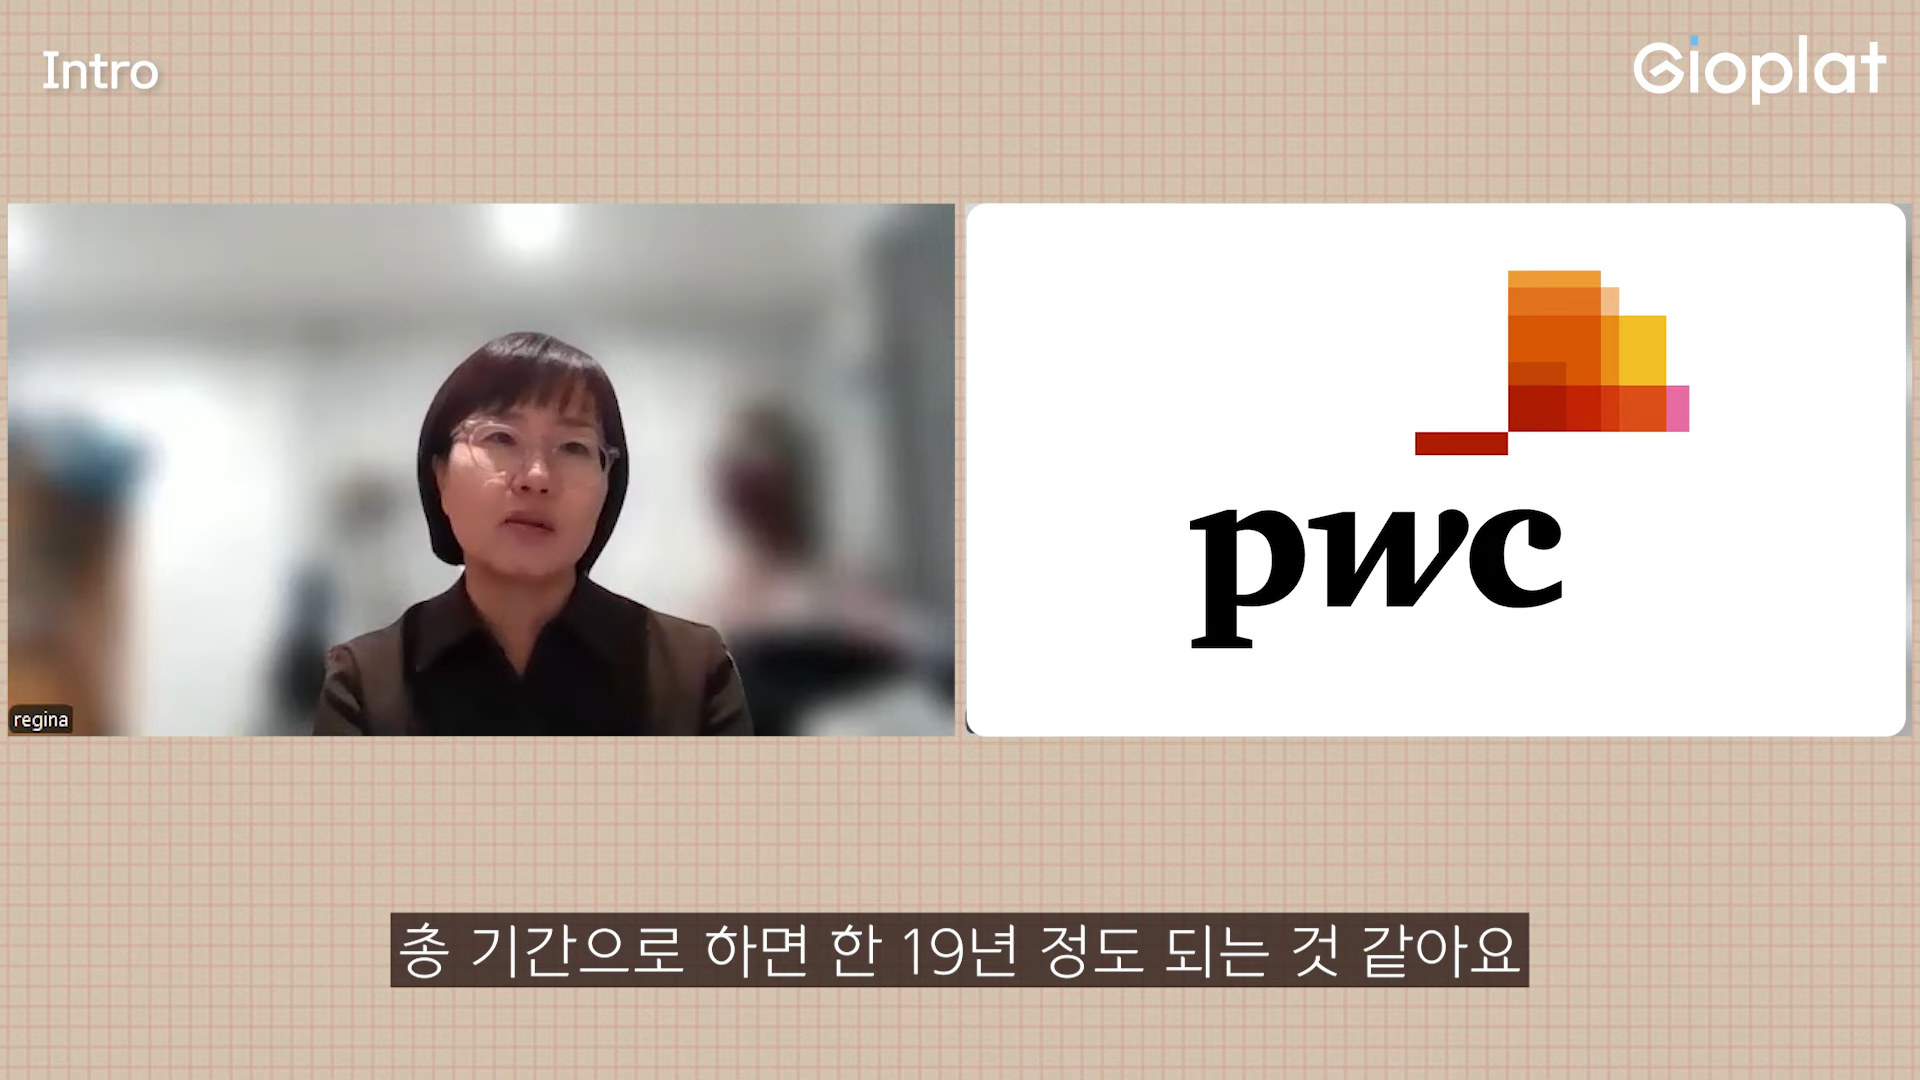 Intro
Gioplat
regina
pwc
총 기간으로 하면 한 19년 정도 되는 것 같아요